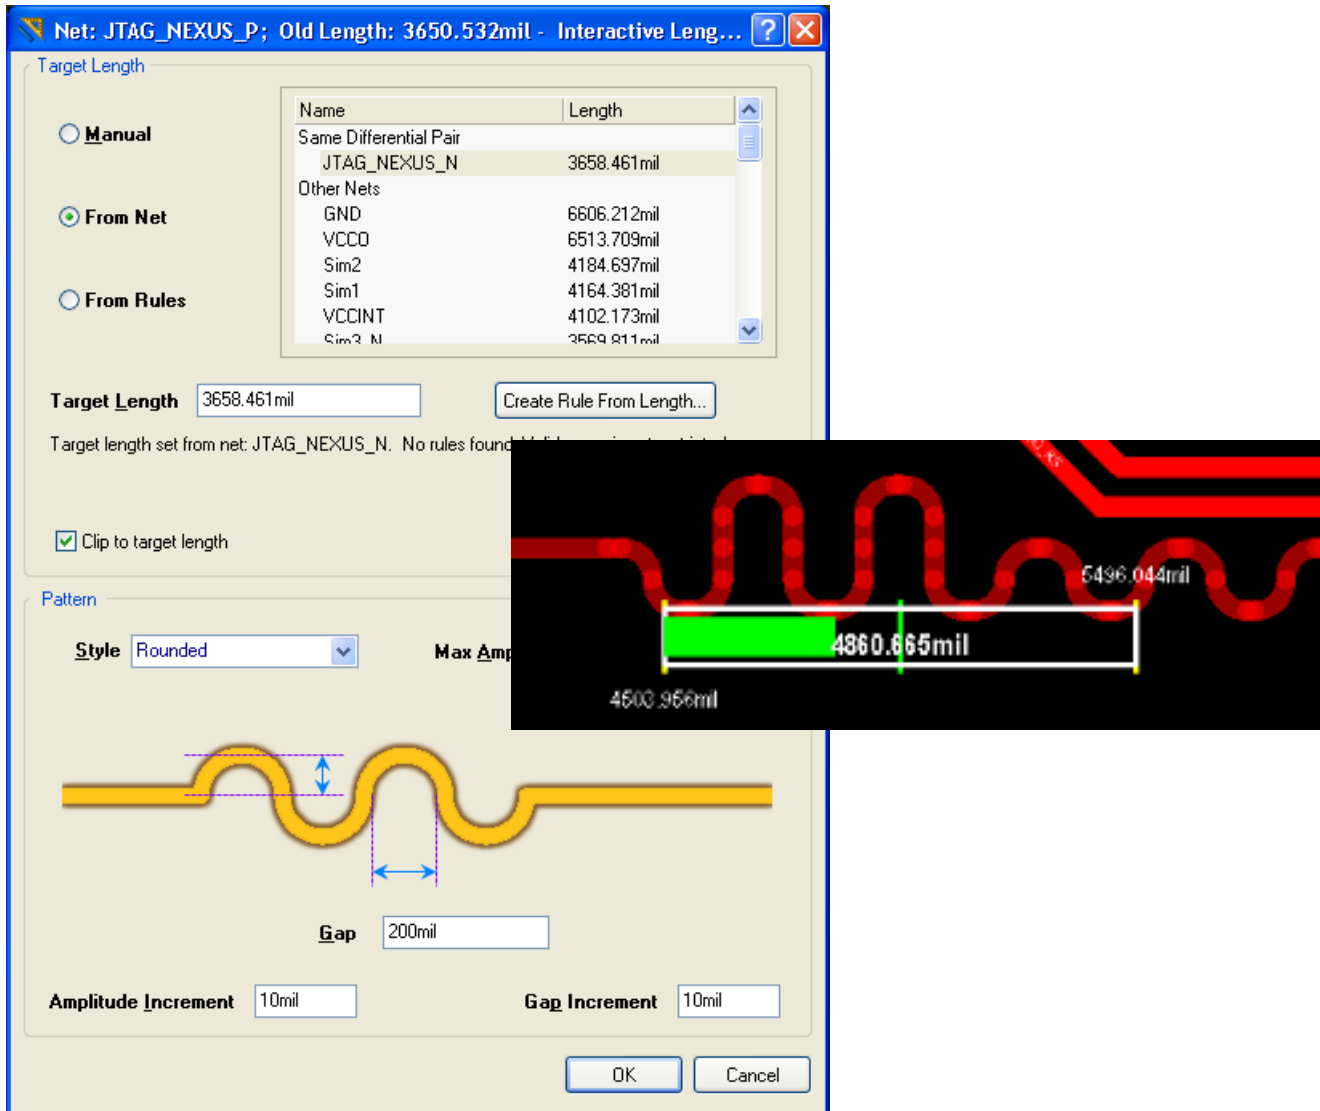 Net: JTAG_NEXUS_P; Old Length: 3650.532mil - Interactive Leng...
Target Length
Name Length
Manual
Same Differential Pair
JTAG_NEXUS_N 3658.461mil
Other Nets
From Net
GND 6606.212mil
VCCO 6513.709mil
Sim2 4184.697mil
Sim1 4164.381mil
From Rules
VCCINT 4102.173mil
Sim3_N 3569.811mil
Target Length 3658.461mil Create Rule From Length...
Target length set from net: JTAG_NEXUS_N. No rules found.
Clip to target length
5496.044mil
Pattern
Style Rounded Max Amp
4860.665mil
4503.956mil
Gap 200mil
Amplitude Increment 10mil Gap Increment 10mil
OK Cancel